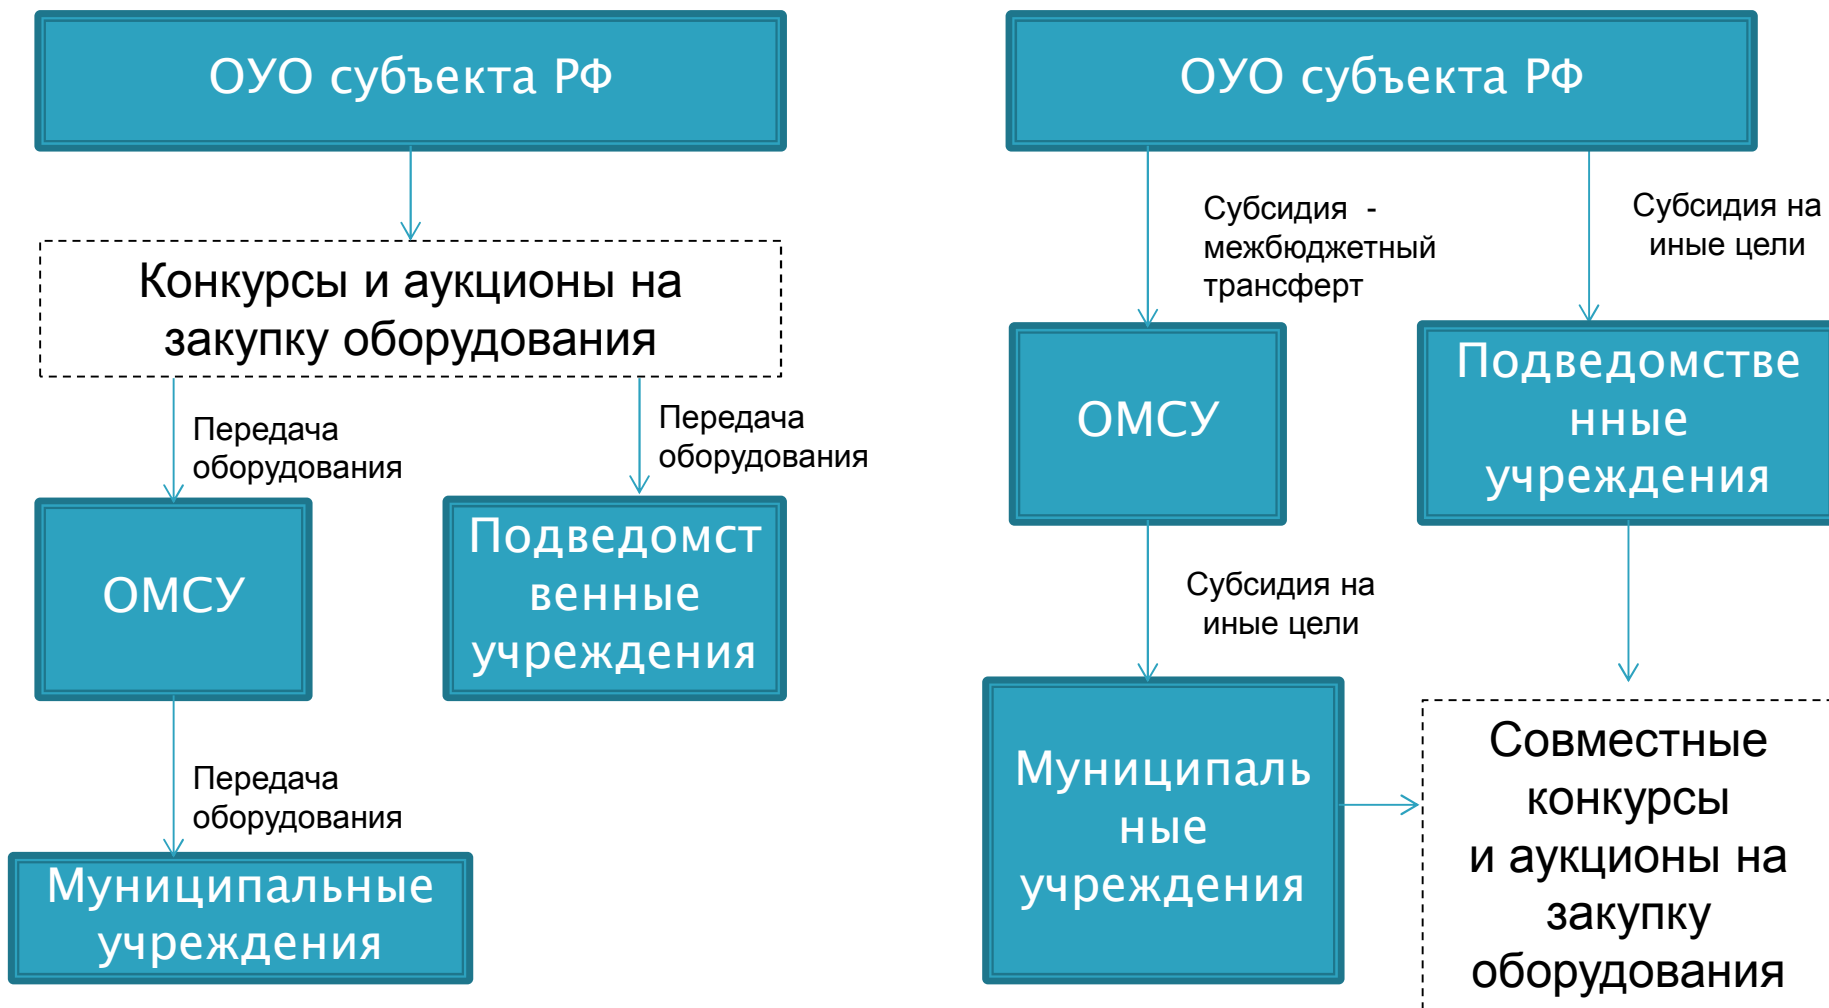 ОУО субъекта РФ
Конкурсы и аукционы на
закупку оборудования
Передача
оборудования
Передача
оборудования
ОМСУ
Подведомст
венные
учреждения
Передача
оборудования
Муниципальные
учреждения
ОУО субъекта РФ
Субсидия -
межбюджетный
трансферт
Субсидия на
иные цели
ОМСУ
Подведомстве
нные
учреждения
Субсидия на
иные цели
Муниципаль
ные
учреждения
Совместные
конкурсы
и аукционы на
закупку
оборудования